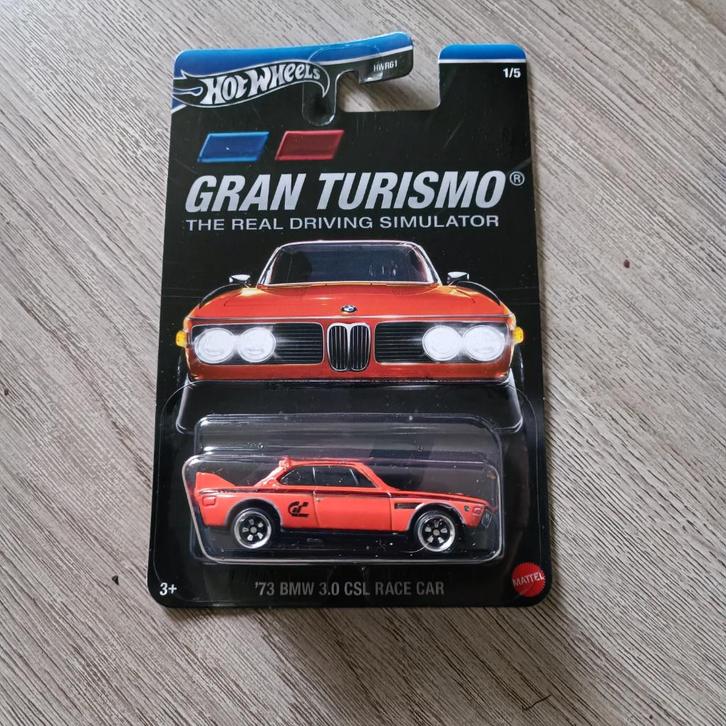 Hot Wheels
HWR61
1/5
GRAN TURISMO®
THE REAL DRIVING SIMULATOR
GT
3+
'73 BMW 3.0 CSL RACE CAR
MATTEL